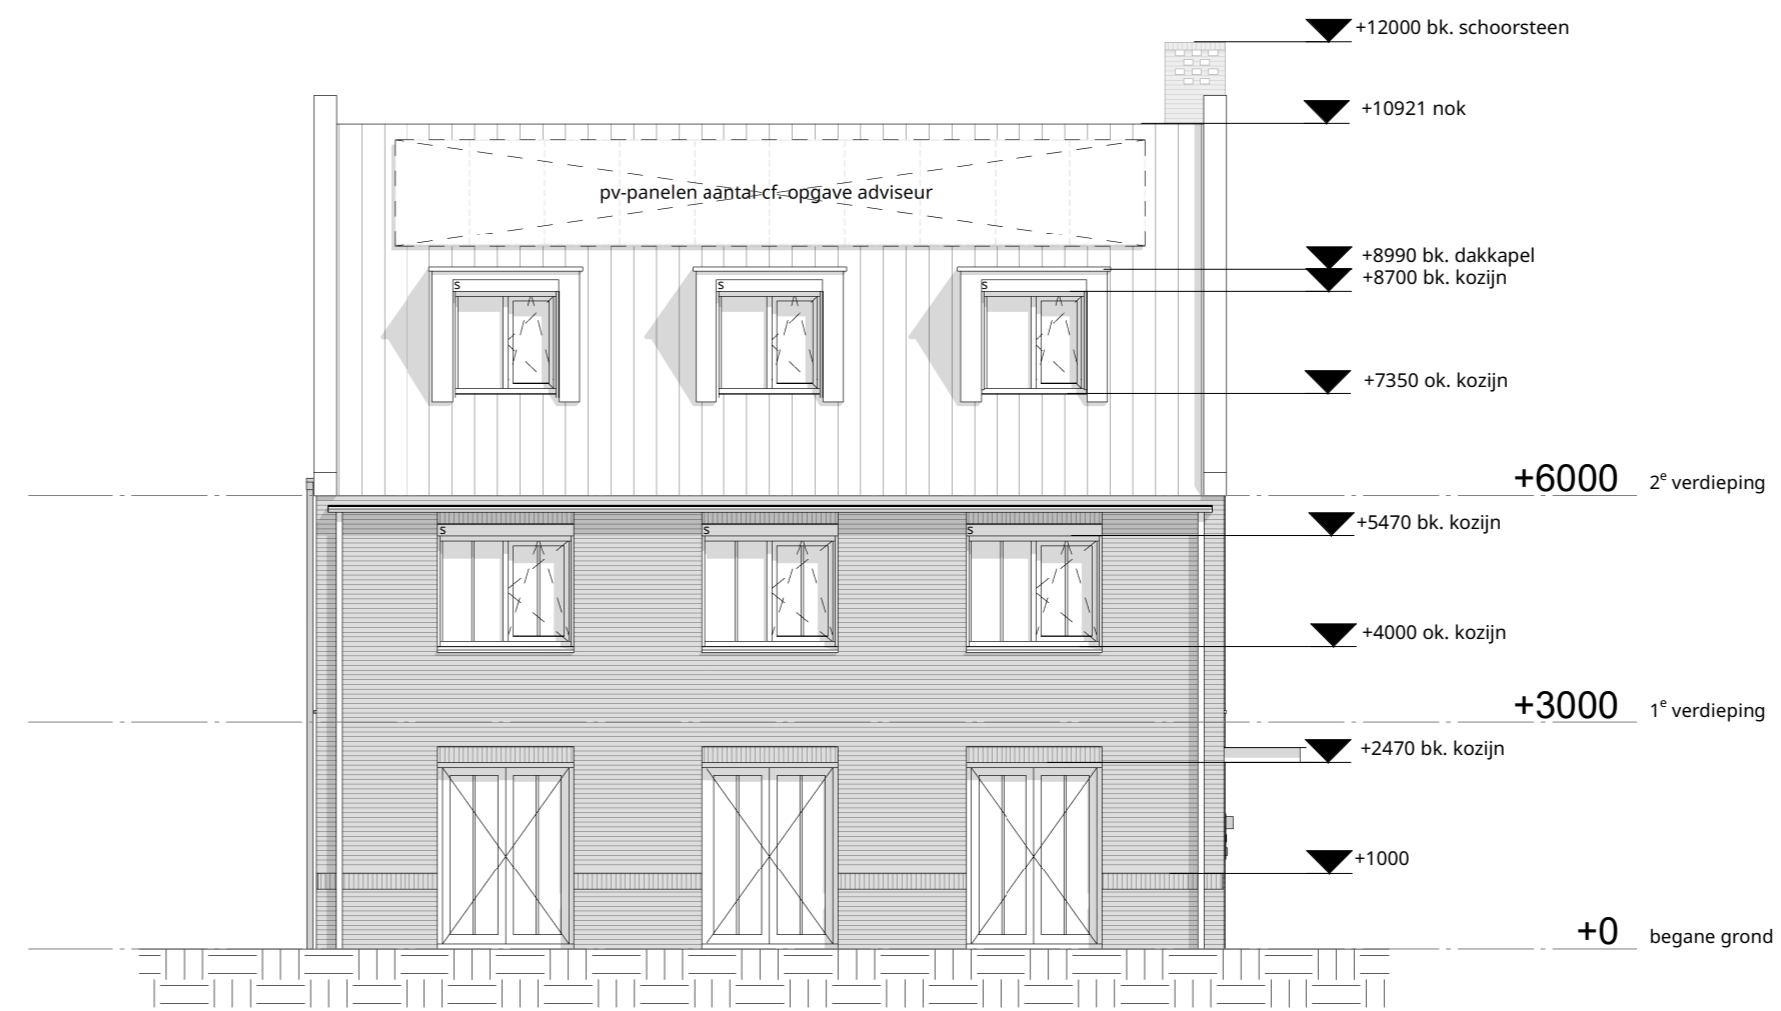 +12000 bk. schoorsteen
+10921 nok
pv-panelen aantal cf. opgave adviseur
+8990 bk. dakkapel
+8700 bk. kozijn
S S S
+7350 ok. kozijn
+6000 2e verdieping
+5470 bk. kozijn
S S S
+4000 ok. kozijn
+3000 1e verdieping
+2470 bk. kozijn
+1000
+0 begane grond